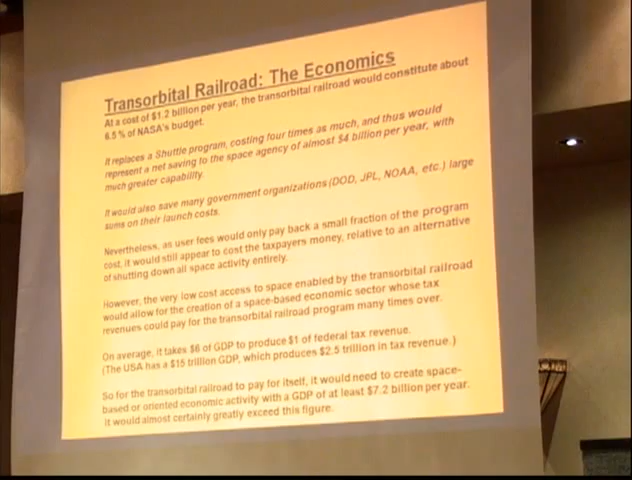 Transorbital Railroad: The Economics
At a cost of $1.2 billion per year, the transorbital railroad would constitute about
6.5 % of NASA's budget.
It replaces a Shuttle program, costing four times as much, and thus would
represent a net saving to the space agency of almost $4 billion per year, with
much greater capability.
It would also save many government organizations (DOD, JPL, NOAA, etc.) large
sums on their launch costs.
Nevertheless, as user fees would only pay back a small fraction of the program
cost, it would still appear to cost the taxpayers money, relative to an alternative
of shutting down all space activity entirely.
However, the very low cost access to space enabled by the transorbital railroad
would allow for the creation of a space-based economic sector whose tax
revenues could pay for the transorbital railroad program many times over.
On average, it takes $6 of GDP to produce $1 of federal tax revenue.
(The USA has a $15 trillion GDP, which produces $2.5 trillion in tax revenue.)
So for the transorbital railroad to pay for itself, it would need to create space-
based or oriented economic activity with a GDP of at least $7.2 billion per year.
It would almost certainly greatly exceed this figure.